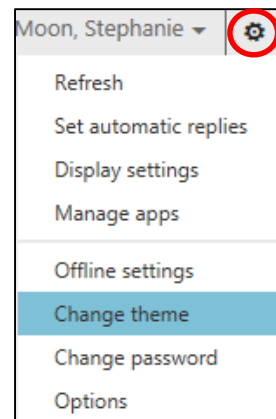 Moon, Stephanie
Refresh
Set automatic replies
Display settings
Manage apps
Offline settings
Change theme
Change password
Options